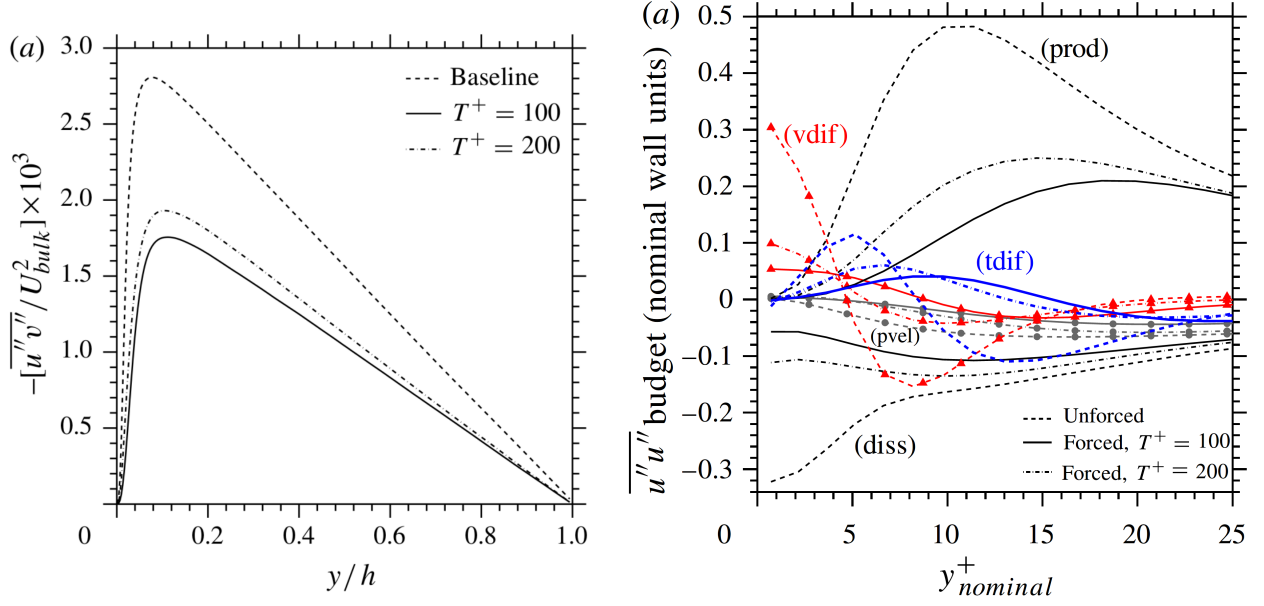 (a)
3.0
2.5
2.0
1.5
1.0
0.5
0
0.2
0.4
0.6
0.8
1.0
y/h
−[u″v″/U²bulk]×10³
Baseline
T⁺ = 100
T⁺ = 200
(a)
0.5
0.4
0.3
0.2
0.1
0
−0.1
−0.2
−0.3
0
5
10
15
20
25
y⁺nominal
u″u″ budget (nominal wall units)
(prod)
(vdif)
(tdif)
(pvel)
(diss)
Unforced
Forced, T⁺ = 100
Forced, T⁺ = 200